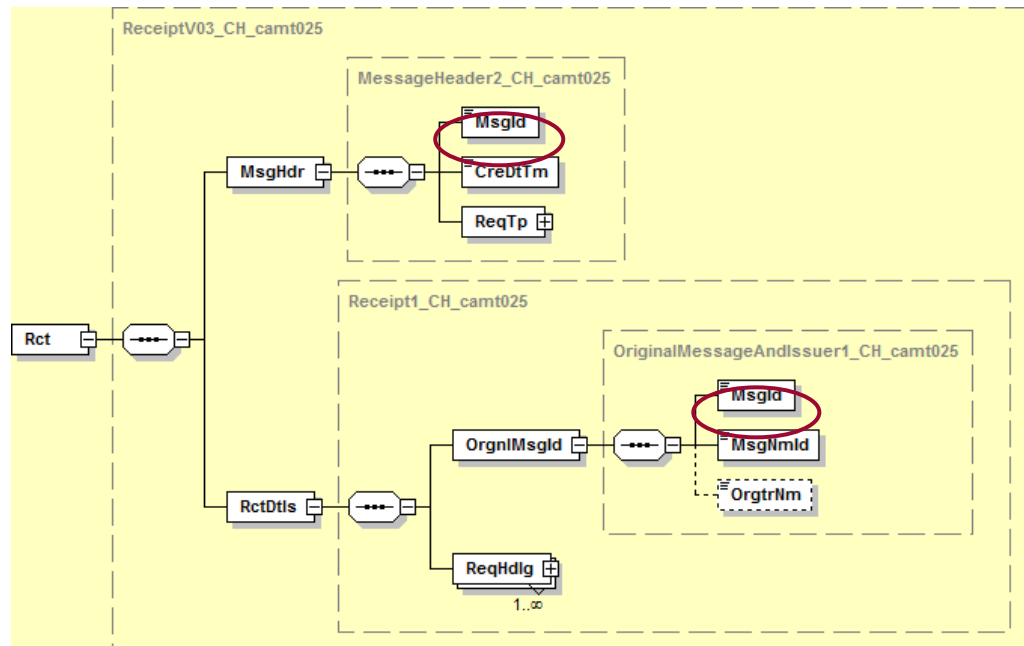 ReceiptV03_CH_camt025
MessageHeader2_CH_camt025
MsgId
MsgHdr
CreDtTm
ReqTp
Receipt1_CH_camt025
Rct
OriginalMessageAndIssuer1_CH_camt025
MsgId
OrgnlMsgId
MsgNmId
OrgtrNm
RctDtls
ReqHdlg
1..∞